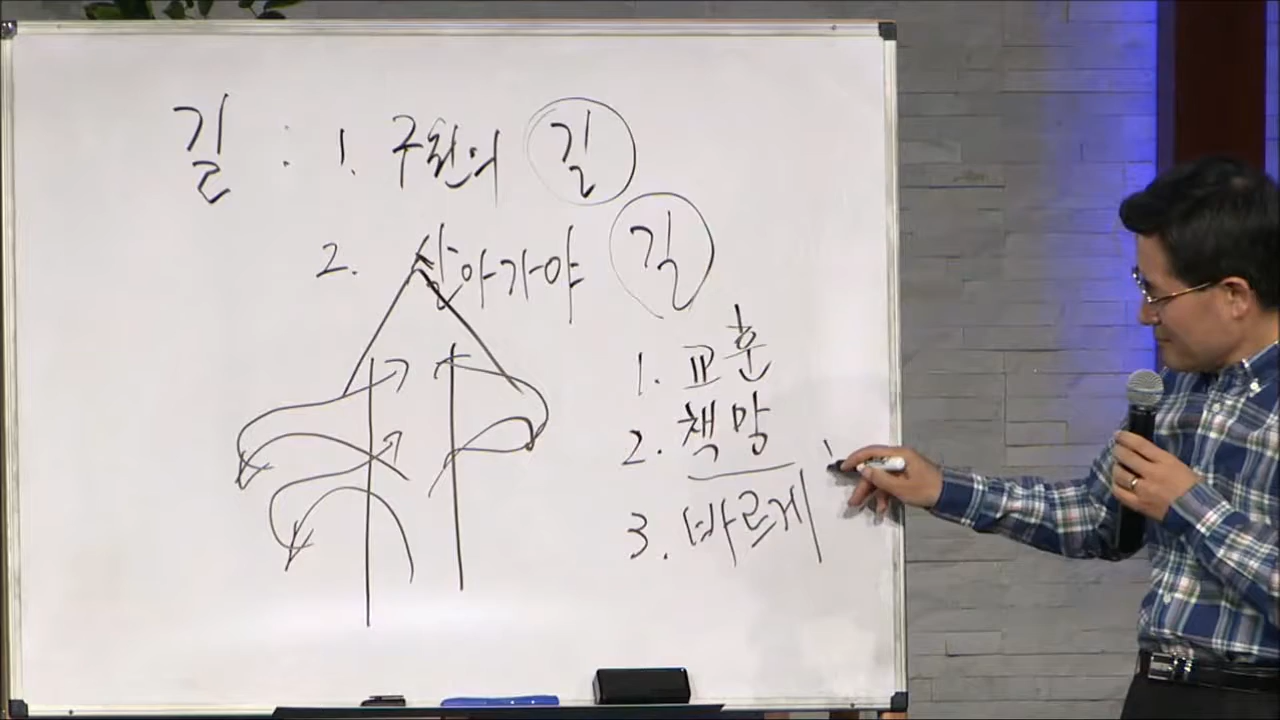 길 : 1. 구원의 길
2. 살아가야 길
1. 교훈
2. 책망
3. 바르게